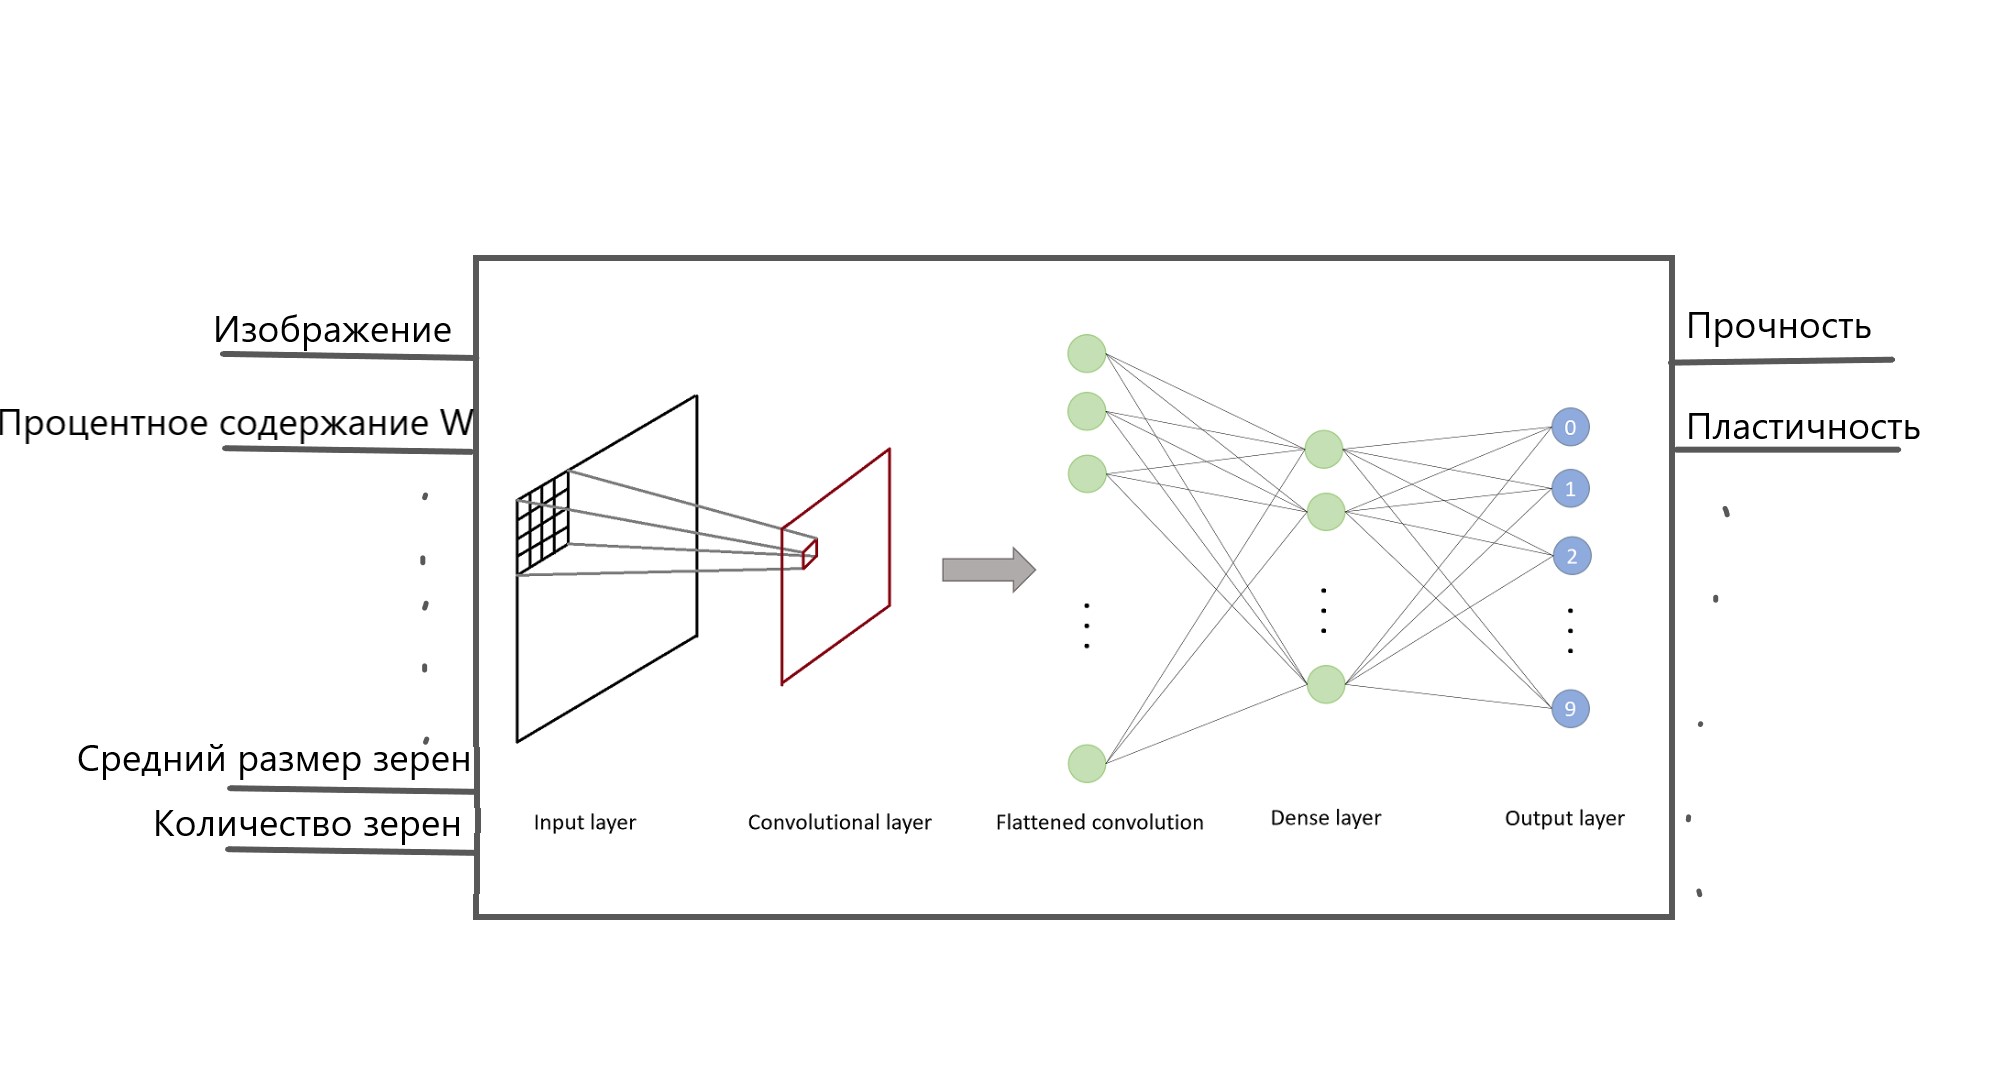 Изображение
Процентное содержание W
Средний размер зерен
Количество зерен
Input layer
Convolutional layer
Flattened convolution
Dense layer
Output layer
0
1
2
9
Прочность
Пластичность